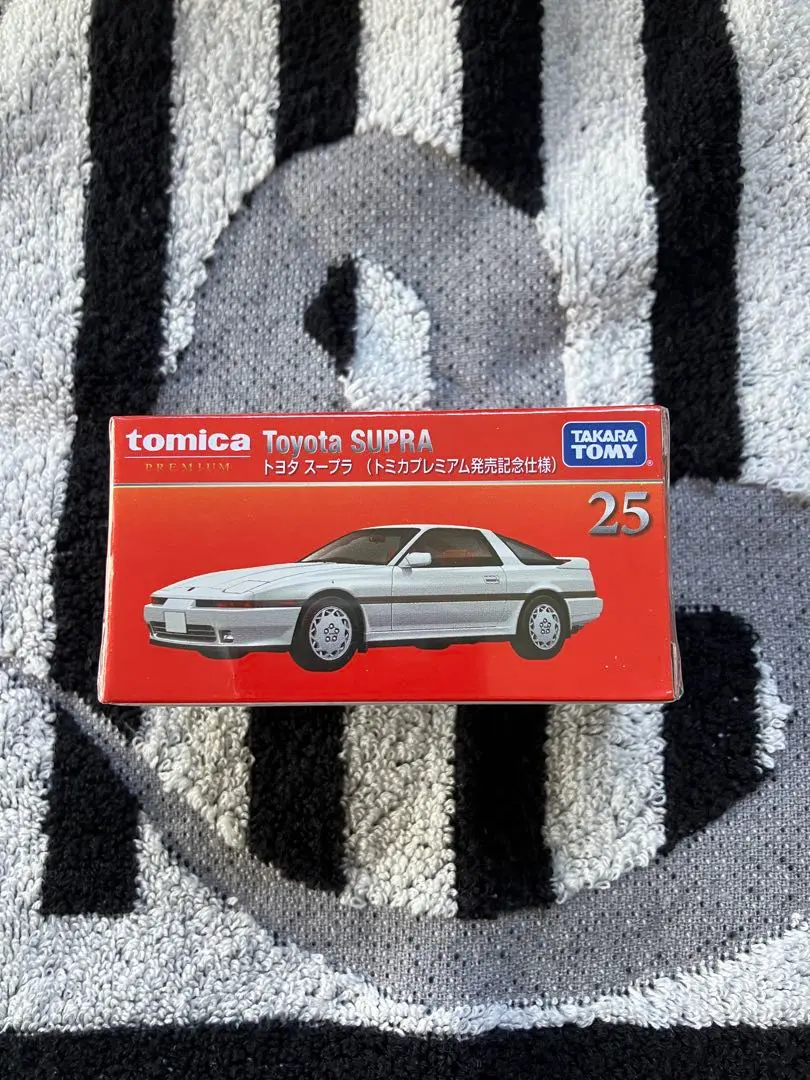 tomica
PREMIUM
Toyota SUPRA
トヨタ スープラ （トミカプレミアム発売記念仕様）
TAKARA
TOMY
®
25